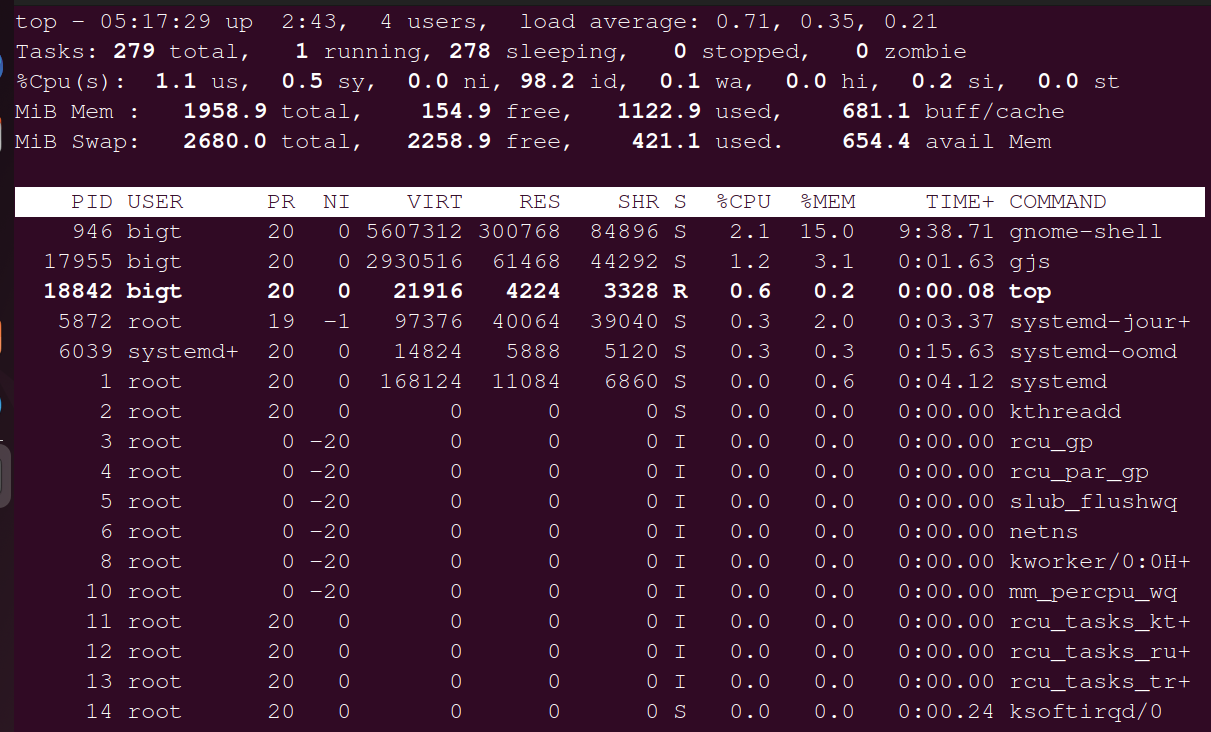 top - 05:17:29 up  2:43,  4 users,  load average: 0.71, 0.35, 0.21
Tasks: 279 total,   1 running, 278 sleeping,   0 stopped,   0 zombie
%Cpu(s):  1.1 us,  0.5 sy,  0.0 ni, 98.2 id,  0.1 wa,  0.0 hi,  0.2 si,  0.0 st
MiB Mem :   1958.9 total,    154.9 free,   1122.9 used,    681.1 buff/cache
MiB Swap:   2680.0 total,   2258.9 free,    421.1 used.    654.4 avail Mem
    PID USER      PR  NI    VIRT    RES    SHR S  %CPU  %MEM     TIME+ COMMAND
    946 bigt      20   0 5607312 300768  84896 S   2.1  15.0   9:38.71 gnome-shell
  17955 bigt      20   0 2930516  61468  44292 S   1.2   3.1   0:01.63 gjs
  18842 bigt      20   0   21916   4224   3328 R   0.6   0.2   0:00.08 top
   5872 root      19  -1   97376  40064  39040 S   0.3   2.0   0:03.37 systemd-jour+
   6039 systemd+  20   0   14824   5888   5120 S   0.3   0.3   0:15.63 systemd-oomd
      1 root      20   0  168124  11084   6860 S   0.0   0.6   0:04.12 systemd
      2 root      20   0       0      0      0 S   0.0   0.0   0:00.00 kthreadd
      3 root       0 -20       0      0      0 I   0.0   0.0   0:00.00 rcu_gp
      4 root       0 -20       0      0      0 I   0.0   0.0   0:00.00 rcu_par_gp
      5 root       0 -20       0      0      0 I   0.0   0.0   0:00.00 slub_flushwq
      6 root       0 -20       0      0      0 I   0.0   0.0   0:00.00 netns
      8 root       0 -20       0      0      0 I   0.0   0.0   0:00.00 kworker/0:0H+
     10 root       0 -20       0      0      0 I   0.0   0.0   0:00.00 mm_percpu_wq
     11 root      20   0       0      0      0 I   0.0   0.0   0:00.00 rcu_tasks_kt+
     12 root      20   0       0      0      0 I   0.0   0.0   0:00.00 rcu_tasks_ru+
     13 root      20   0       0      0      0 I   0.0   0.0   0:00.00 rcu_tasks_tr+
     14 root      20   0       0      0      0 S   0.0   0.0   0:00.24 ksoftirqd/0